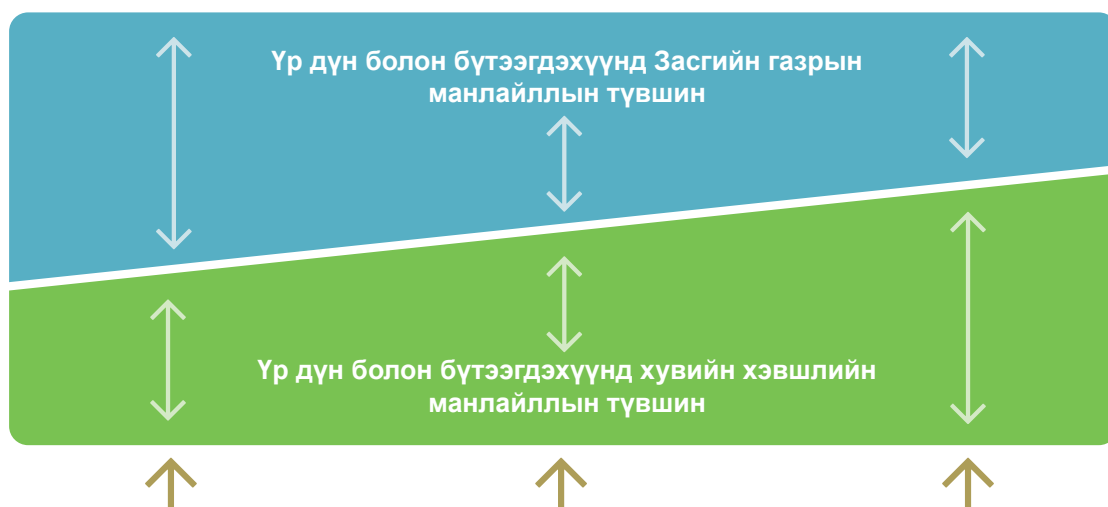 Үр дүн болон бүтээгдэхүүнд Засгийн газрын
манлайллын түвшин
Үр дүн болон бүтээгдэхүүнд хувийн хэвшлийн
манлайллын түвшин